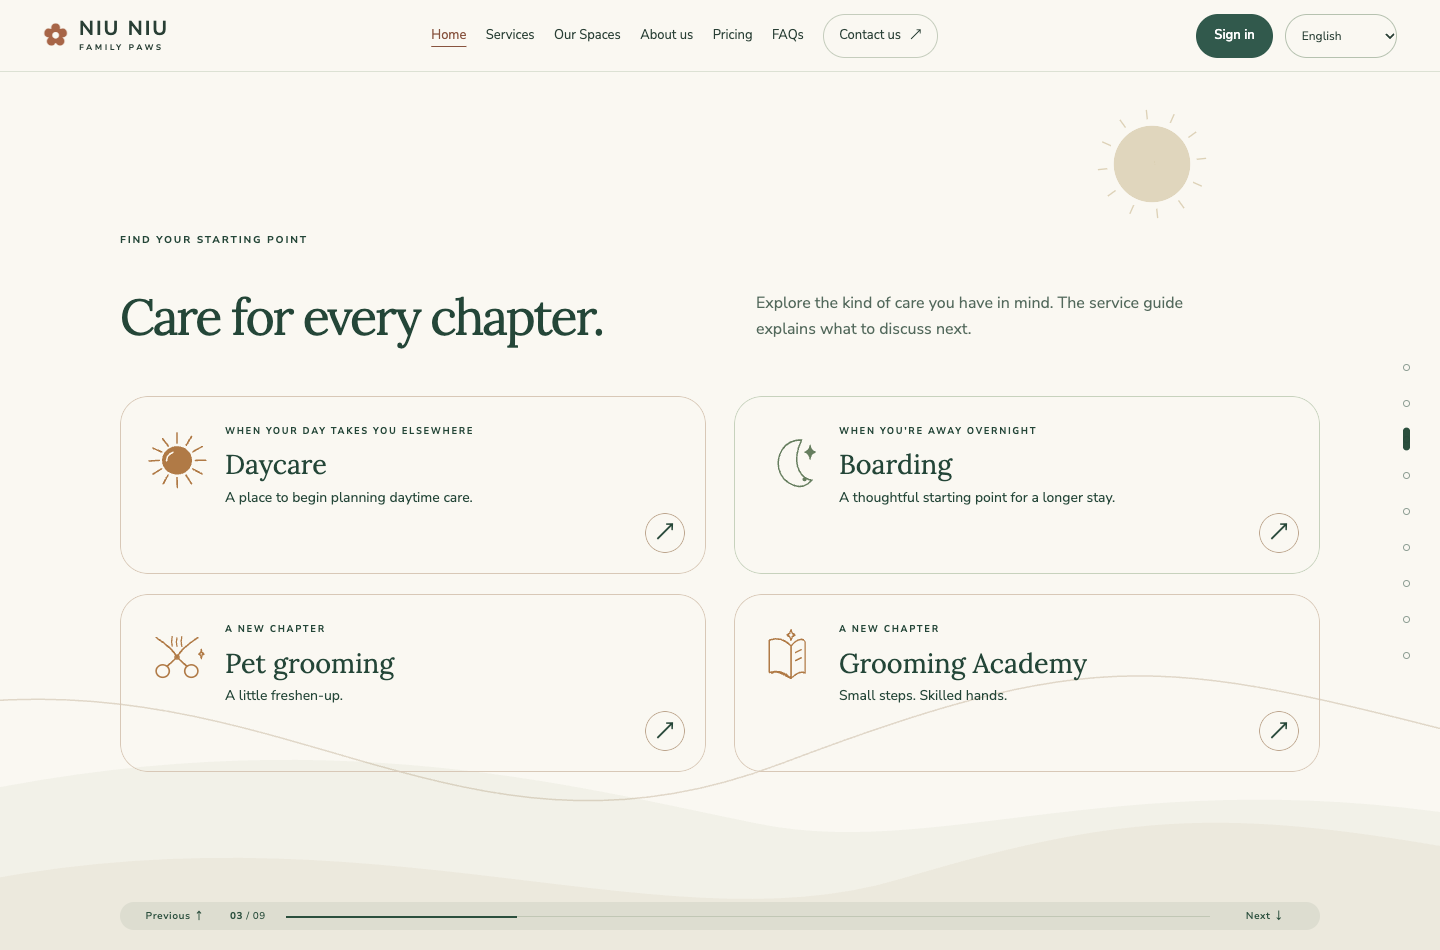 NIU NIU
FAMILY PAWS
Home
Services
Our Spaces
About us
Pricing
FAQs
Contact us ↗
Sign in
English
FIND YOUR STARTING POINT
Care for every chapter.
Explore the kind of care you have in mind. The service guide
explains what to discuss next.
WHEN YOUR DAY TAKES YOU ELSEWHERE
Daycare
A place to begin planning daytime care.
WHEN YOU'RE AWAY OVERNIGHT
Boarding
A thoughtful starting point for a longer stay.
A NEW CHAPTER
Pet grooming
A little freshen-up.
A NEW CHAPTER
Grooming Academy
Small steps. Skilled hands.
Previous ↑
03 / 09
Next ↓